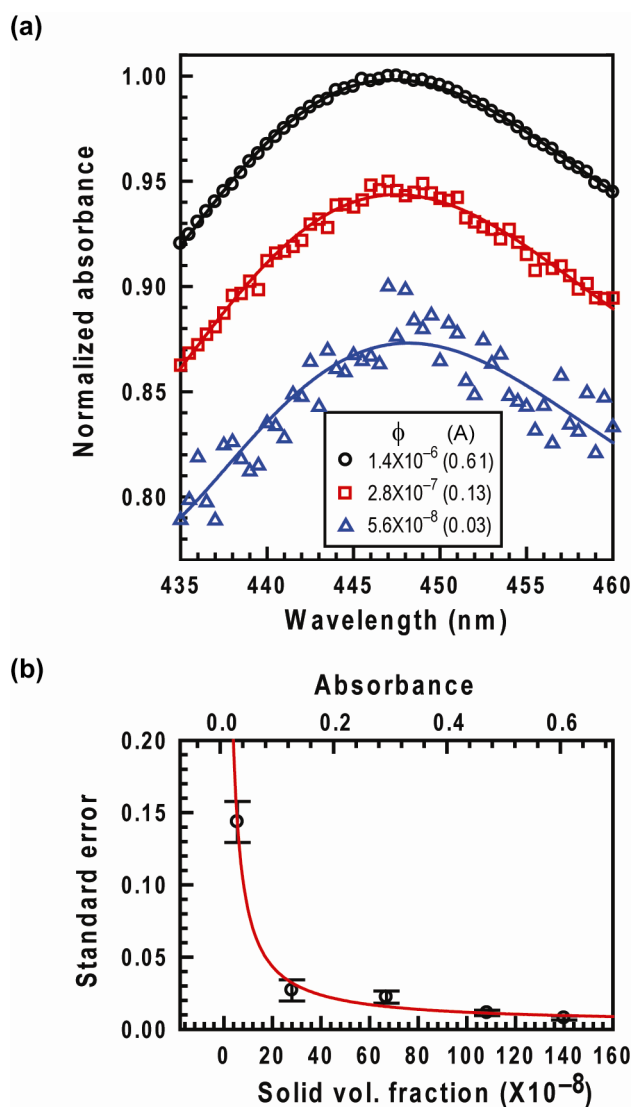 (a)
1.00
0.95
0.90
0.85
0.80
Normalized absorbance
ϕ (A)
1.4X10⁻⁶ (0.61)
2.8X10⁻⁷ (0.13)
5.6X10⁻⁸ (0.03)
435 440 445 450 455 460
Wavelength (nm)
(b)
Absorbance
0.0 0.2 0.4 0.6
0.20
0.15
0.10
0.05
0.00
Standard error
0 20 40 60 80 100 120 140 160
Solid vol. fraction (X10⁻⁸)